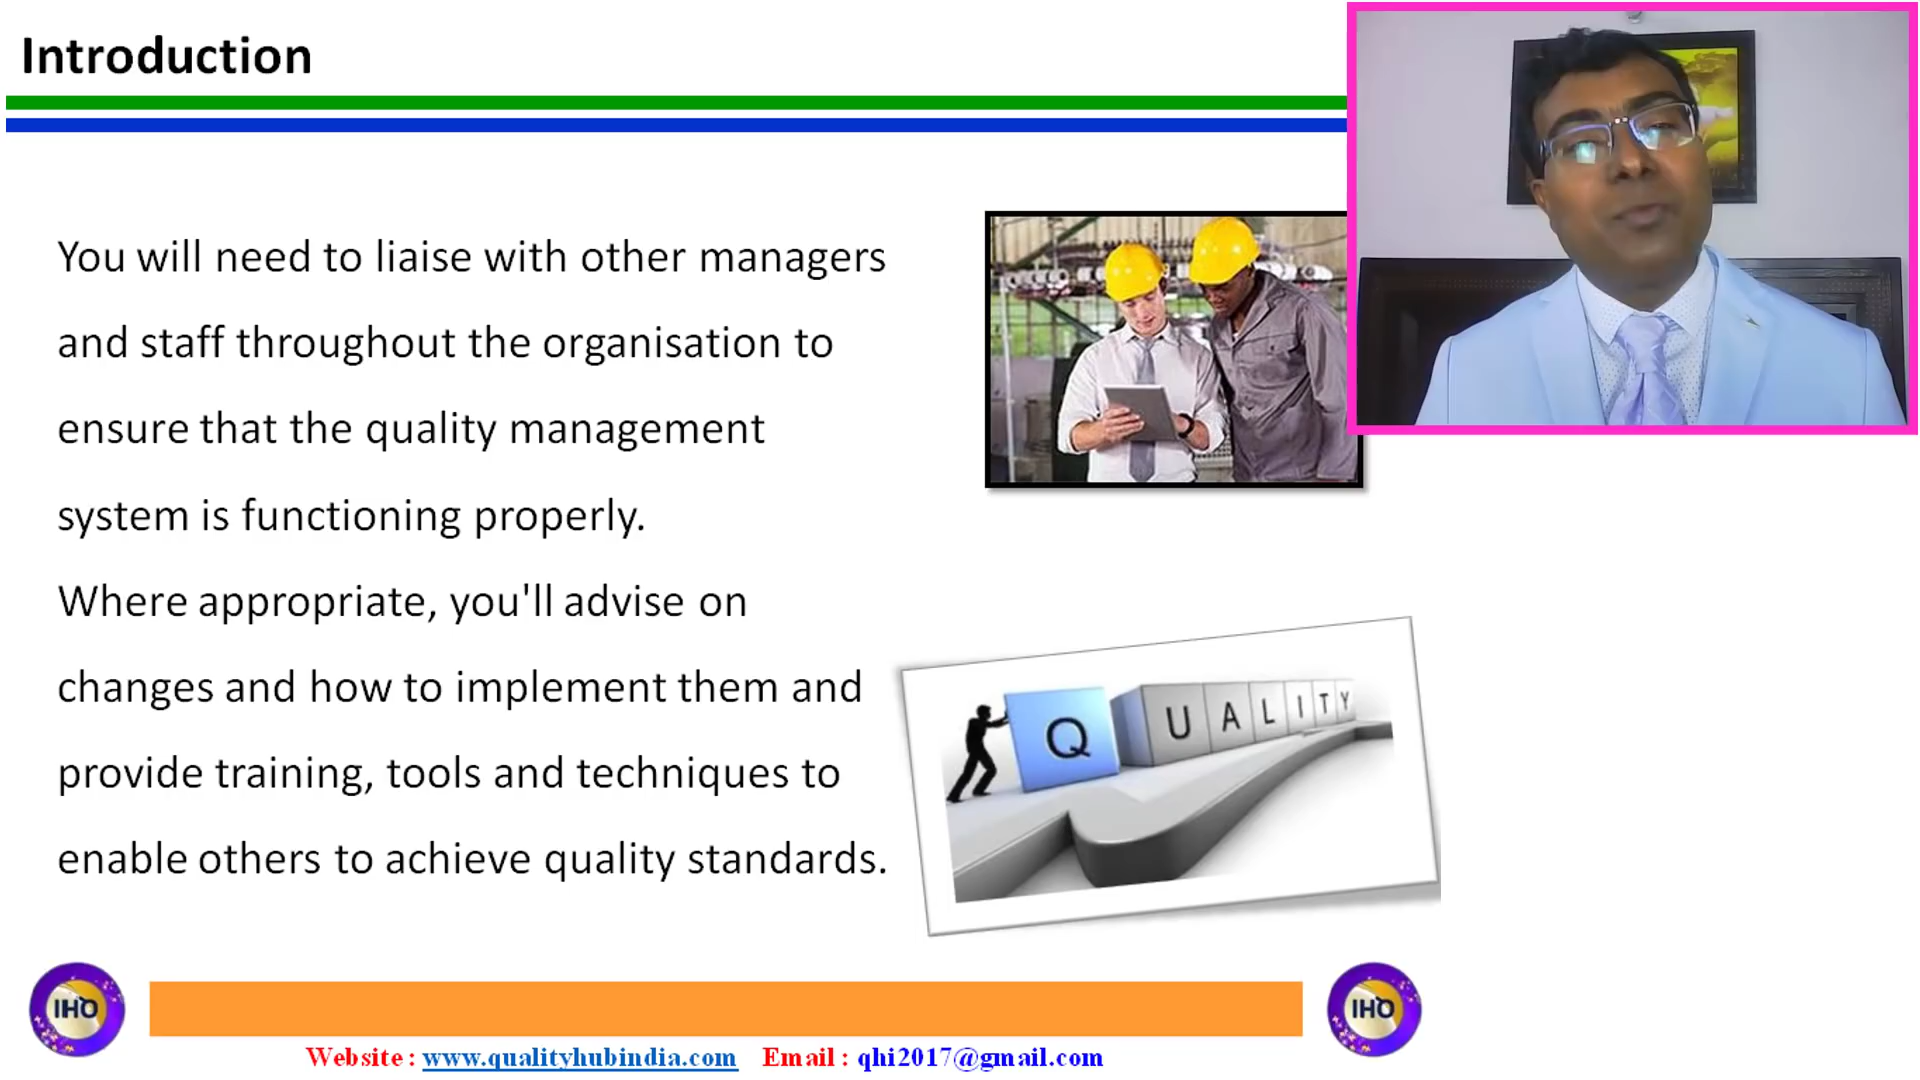 Introduction
You will need to liaise with other managers
and staff throughout the organisation to
ensure that the quality management
system is functioning properly.
Where appropriate, you'll advise on
changes and how to implement them and
provide training, tools and techniques to
enable others to achieve quality standards.
QUALITY
IHQ
IHQ
Website : www.qualityhubindia.com Email : qhi2017@gmail.com